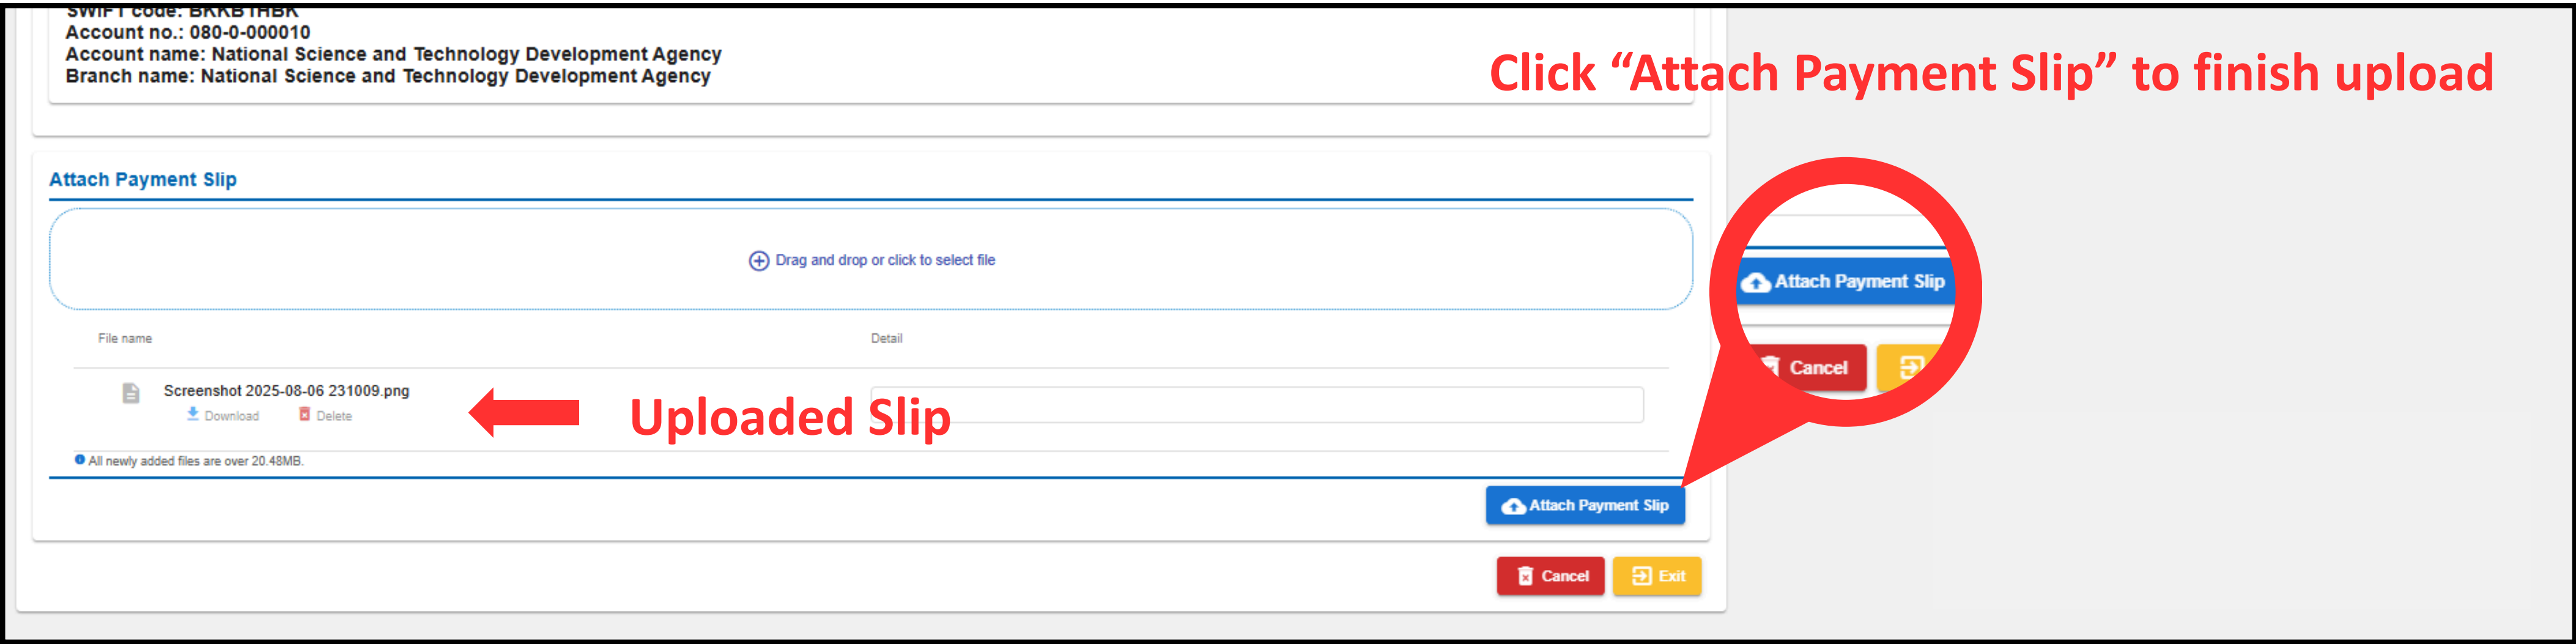 SWIFT code: BKKBTHBK
Account no.: 080-0-000010
Account name: National Science and Technology Development Agency
Branch name: National Science and Technology Development Agency
Click “Attach Payment Slip” to finish upload
Attach Payment Slip
Drag and drop or click to select file
File name Detail
Screenshot 2025-08-06 231009.png
Download Delete
Uploaded Slip
All newly added files are over 20.48MB.
Attach Payment Slip
Cancel Exit
Attach Payment Slip
Cancel